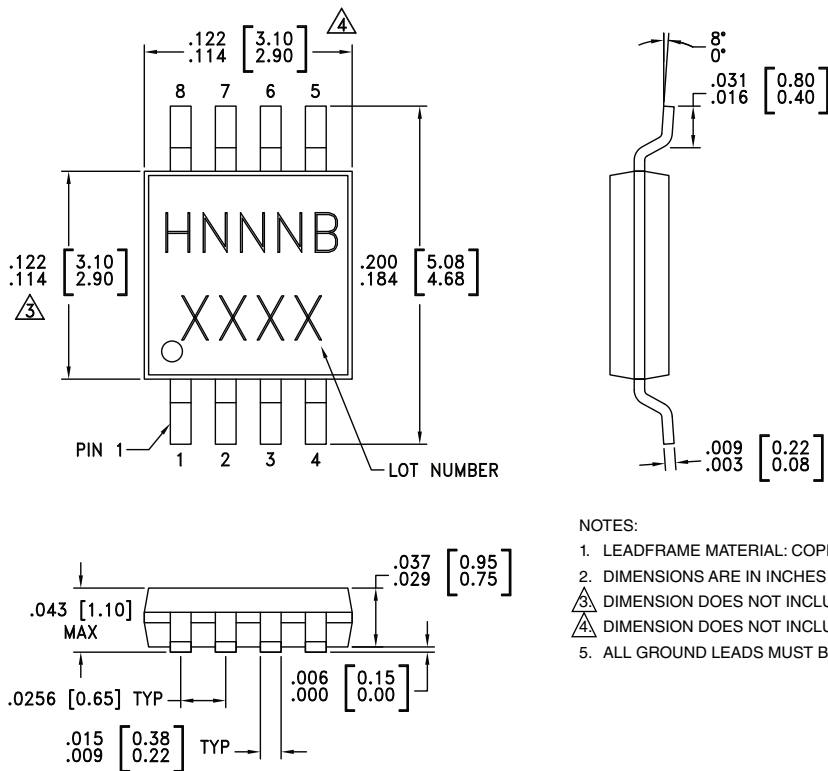 .122 [3.10]
.114 [2.90]
4
8 7 6 5
HNNNB
XXXX
.122 [3.10]
.114 [2.90]
3
.200 [5.08]
.184 [4.68]
PIN 1
1 2 3 4
LOT NUMBER
8°
0°
.031 [0.80]
.016 [0.40]
.009 [0.22]
.003 [0.08]
.037 [0.95]
.029 [0.75]
.043 [1.10]
MAX
.0256 [0.65] TYP
.006 [0.15]
.000 [0.00]
.015 [0.38]
.009 [0.22]
TYP
NOTES:
1. LEADFRAME MATERIAL: COP
2. DIMENSIONS ARE IN INCHES
3. DIMENSION DOES NOT INCLU
4. DIMENSION DOES NOT INCLU
5. ALL GROUND LEADS MUST B